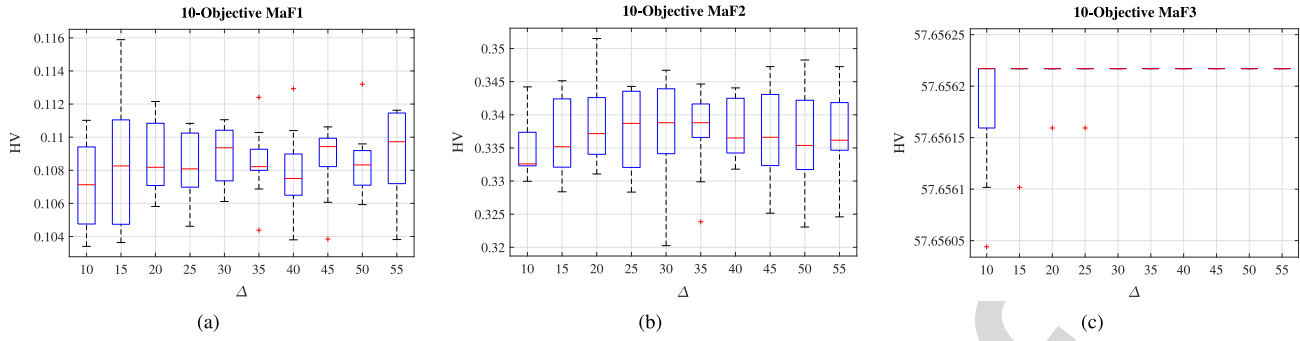 10-Objective MaF1
0.116
0.114
0.112
0.11
0.108
0.106
0.104
HV
10 15 20 25 30 35 40 45 50 55
Δ
(a)
10-Objective MaF2
0.35
0.345
0.34
0.335
0.33
0.325
0.32
HV
10 15 20 25 30 35 40 45 50 55
Δ
(b)
10-Objective MaF3
57.65625
57.6562
57.65615
57.6561
57.65605
HV
10 15 20 25 30 35 40 45 50 55
Δ
(c)